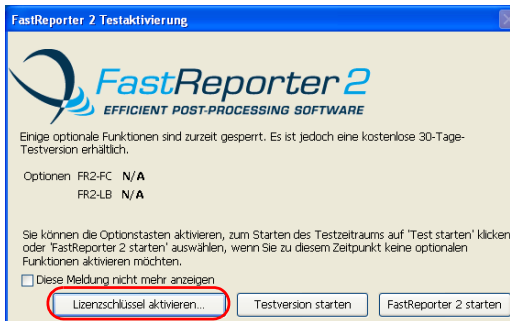 FastReporter 2 Testaktivierung
FastReporter 2
EFFICIENT POST-PROCESSING SOFTWARE
Einige optionale Funktionen sind zurzeit gesperrt. Es ist jedoch eine kostenlose 30-Tage-
Testversion erhältlich.
Optionen FR2-FC N/A
FR2-LB N/A
Sie können die Optionstasten aktivieren, zum Starten des Testzeitraums auf 'Test starten' klicken
oder 'FastReporter 2 starten' auswählen, wenn Sie zu diesem Zeitpunkt keine optionalen
Funktionen aktivieren möchten.
Diese Meldung nicht mehr anzeigen
Lizenzschlüssel aktivieren... Testversion starten FastReporter 2 starten